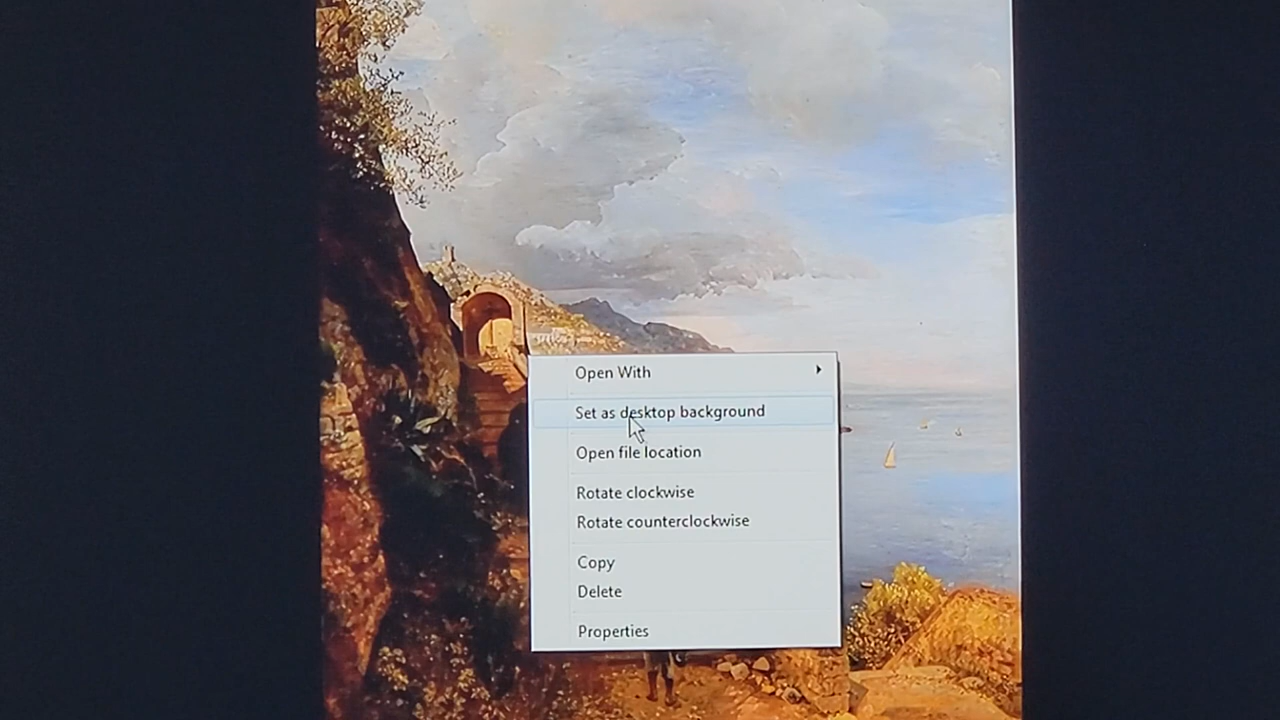 Open With
Set as desktop background
Open file location
Rotate clockwise
Rotate counterclockwise
Copy
Delete
Properties